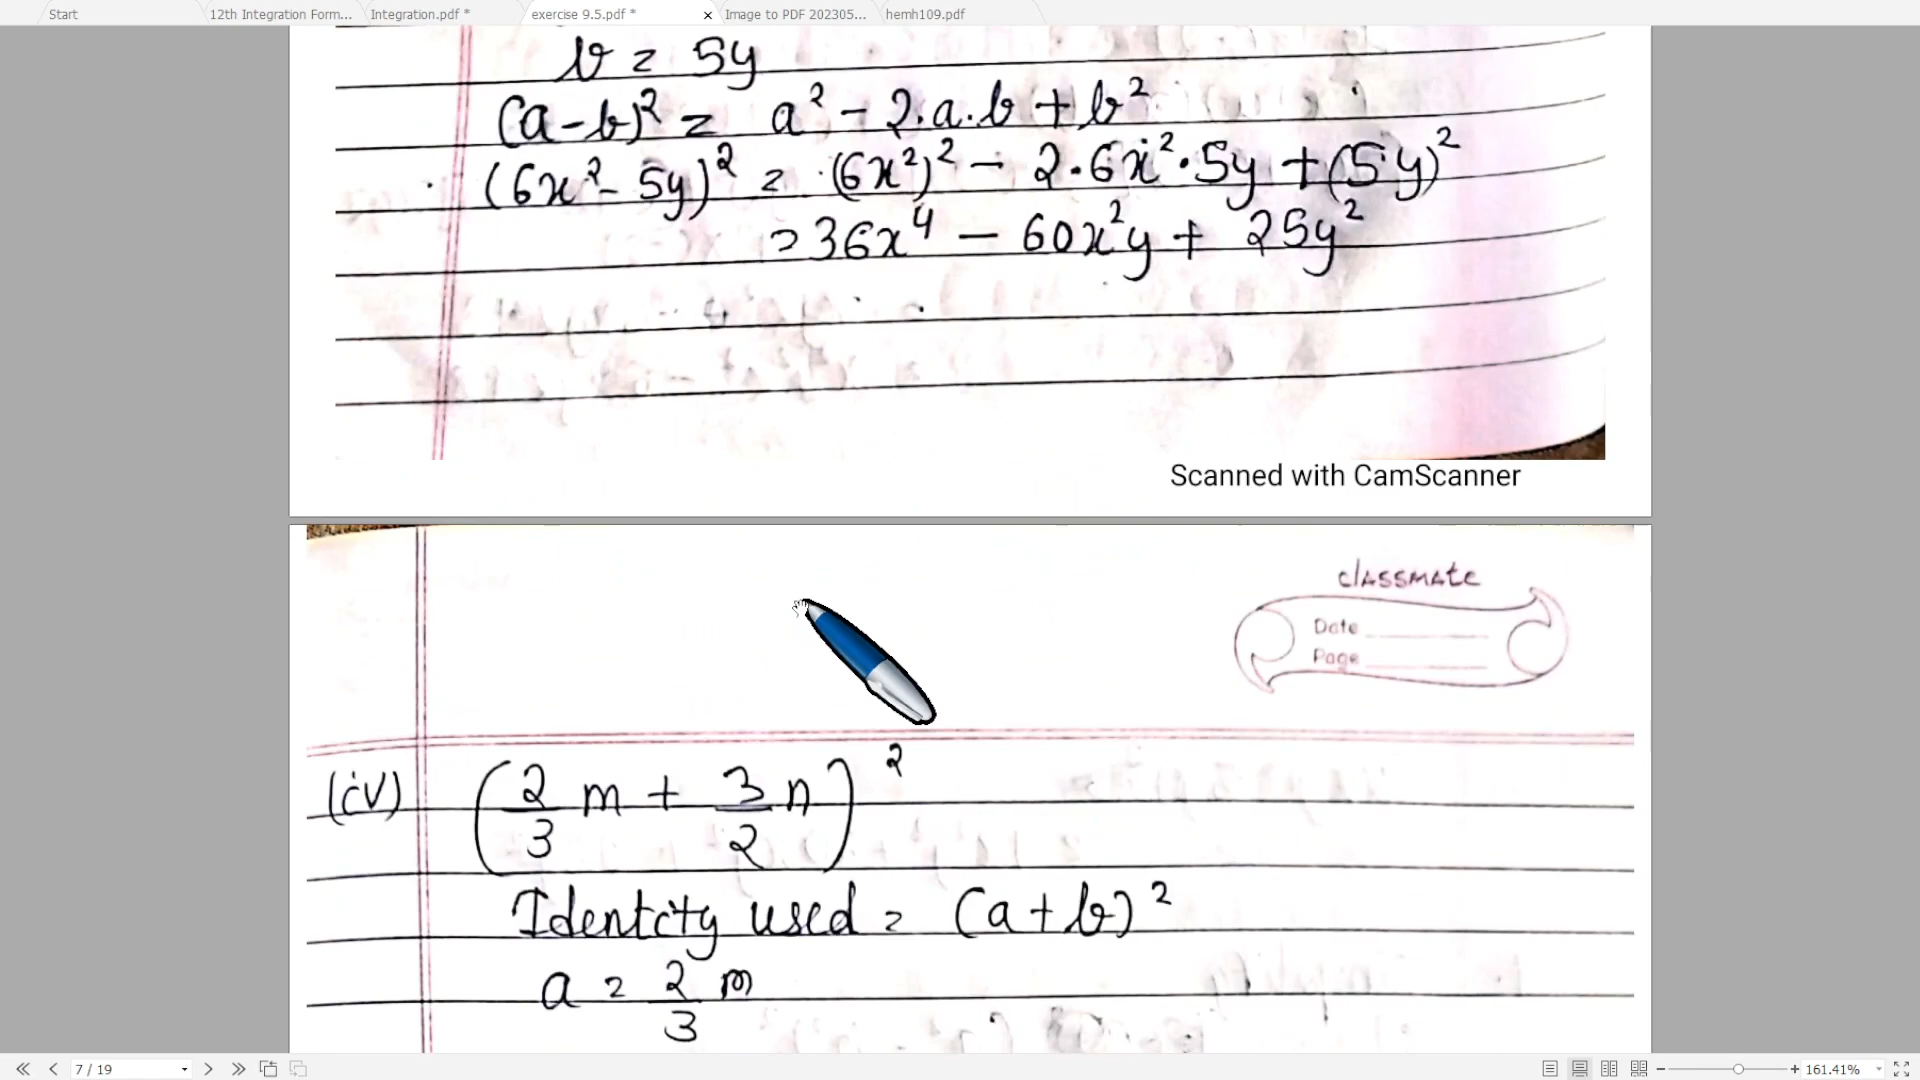 Start 12th Integration Form... Integration.pdf * exercise 9.5.pdf * × Image to PDF 202305... hemh109.pdf
b = 5y
(a-b)² = a² - 2.a.b + b²
(6x² - 5y)² = (6x²)² - 2.6x².5y + (5y)²
= 36x⁴ - 60x²y + 25y²
Scanned with CamScanner
classmate
Date
Page
(iv) (2/3 m + 3/2 n)²
Identity used = (a+b)²
a = 2/3 m
7 / 19 161.41%